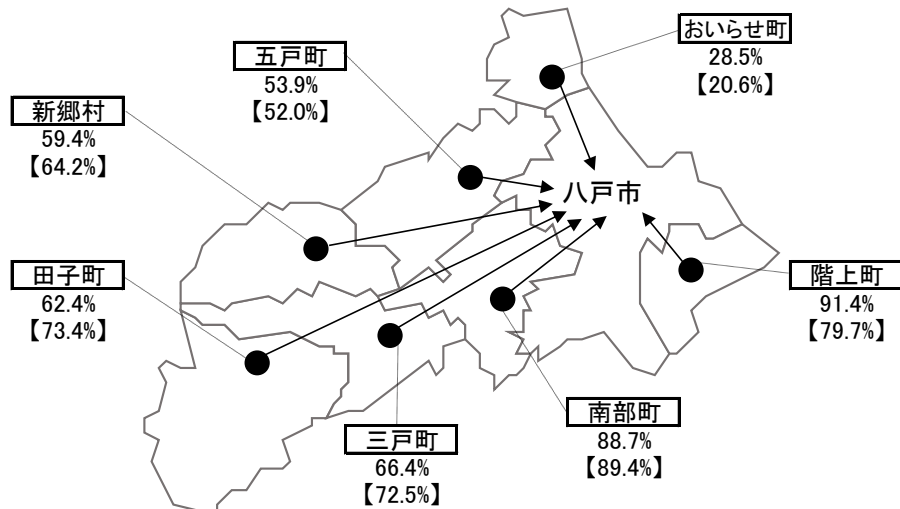 おいらせ町
28.5%
【20.6%】
五戸町
53.9%
【52.0%】
新郷村
59.4%
【64.2%】
八戸市
田子町
62.4%
【73.4%】
階上町
91.4%
【79.7%】
南部町
88.7%
【89.4%】
三戸町
66.4%
【72.5%】